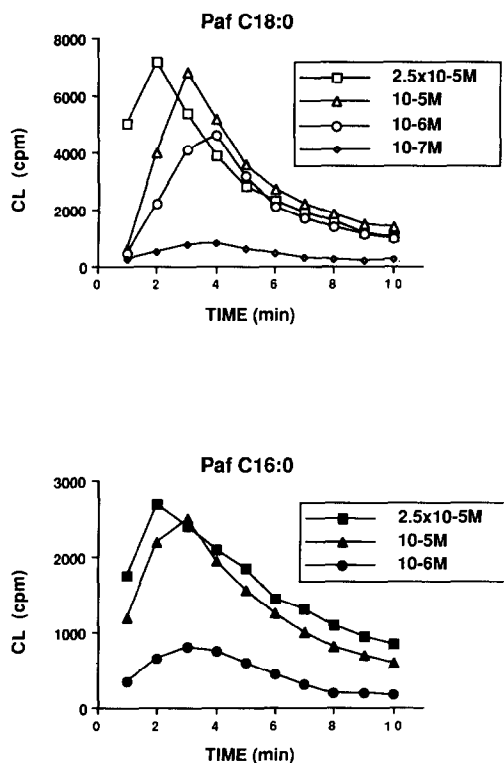 Paf C18:0
8000
6000
4000
2000
0
CL (cpm)
2.5x10-5M
10-5M
10-6M
10-7M
0 2 4 6 8 10
TIME (min)
Paf C16:0
3000
2000
1000
0
CL (cpm)
2.5x10-5M
10-5M
10-6M
0 2 4 6 8 10
TIME (min)